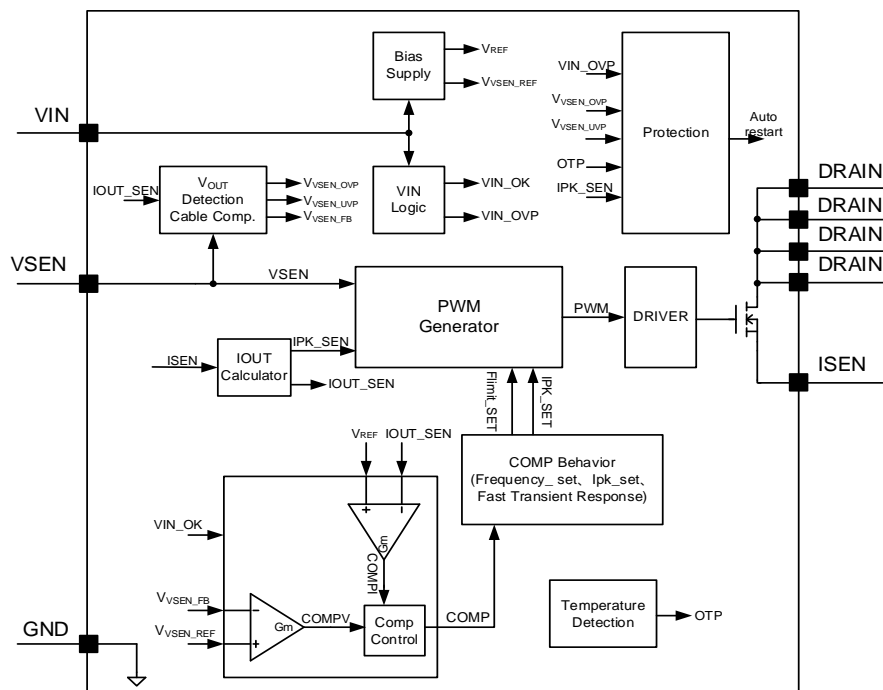 Bias
Supply
VREF
VVSEN_REF
VIN_OVP
VVSEN_OVP
VVSEN_UVP
OTP
IPK_SEN
Protection
Auto
restart
VIN
IOUT_SEN
VOUT
Detection
Cable Comp.
VVSEN_OVP
VVSEN_UVP
VVSEN_FB
VIN
Logic
VIN_OK
VIN_OVP
DRAIN
DRAIN
DRAIN
DRAIN
VSEN
VSEN
PWM
Generator
PWM
DRIVER
ISEN
IOUT
Calculator
IPK_SEN
IOUT_SEN
ISEN
Flimit_SET
IPK_SET
VREF
IOUT_SEN
COMP Behavior
(Frequency_ set、Ipk_set、
Fast Transient Response)
VIN_OK
+
−
Gm
COMPI
VVSEN_FB
VVSEN_REF
−
+
Gm
COMPV
Comp
Control
COMP
Temperature
Detection
OTP
GND